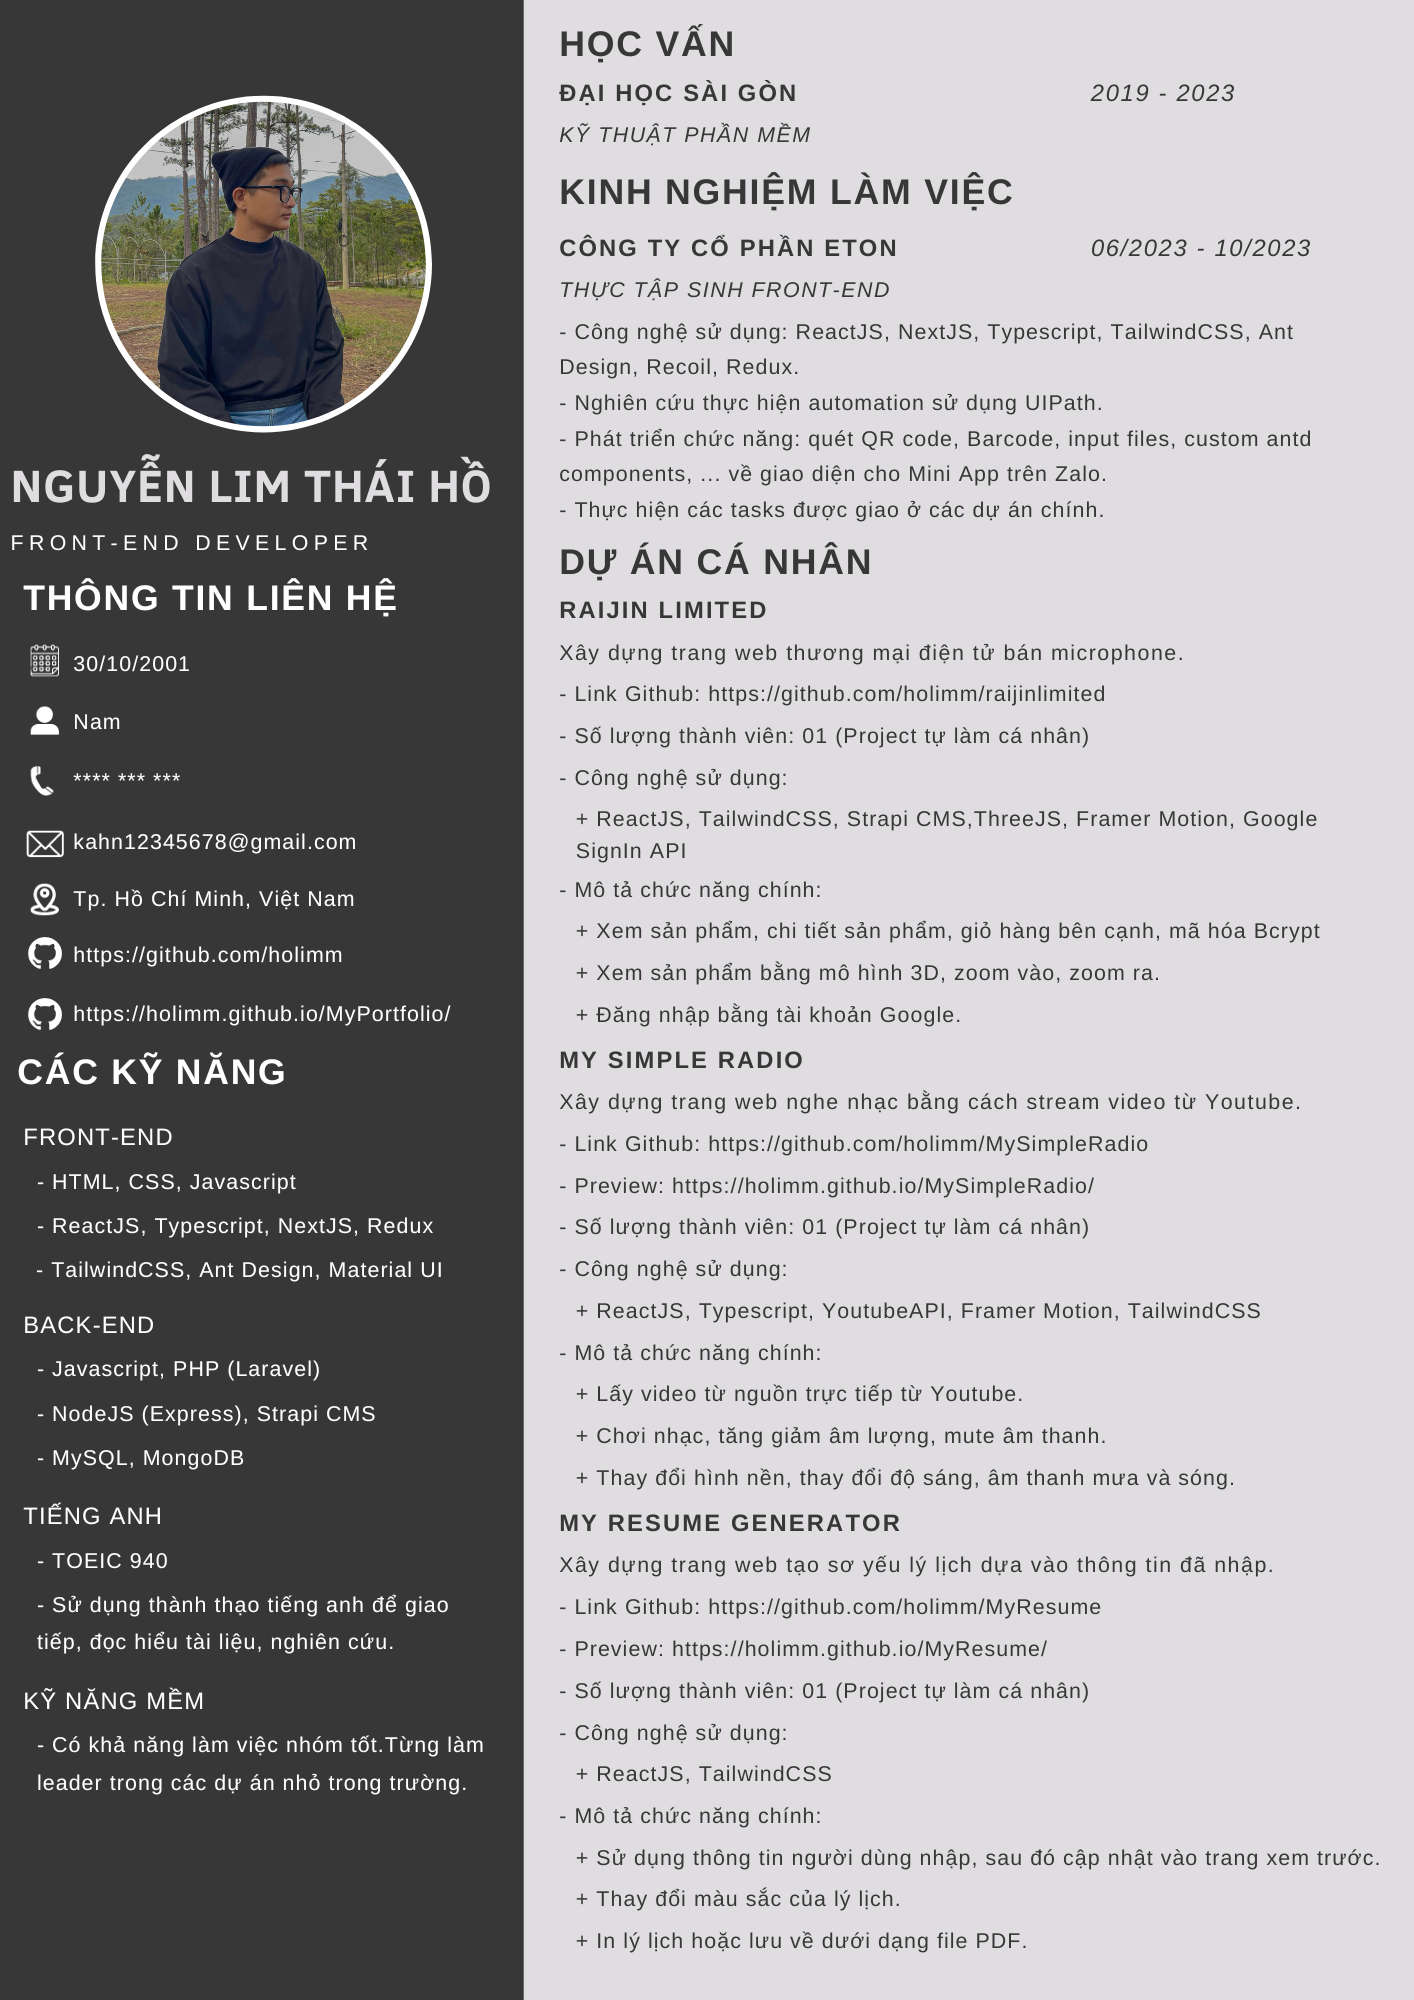 NGUYỄN LIM THÁI HỒ
FRONT-END DEVELOPER
THÔNG TIN LIÊN HỆ
30/10/2001
Nam
**** *** ***
kahn12345678@gmail.com
Tp. Hồ Chí Minh, Việt Nam
https://github.com/holimm
https://holimm.github.io/MyPortfolio/
CÁC KỸ NĂNG
FRONT-END
- HTML, CSS, Javascript
- ReactJS, Typescript, NextJS, Redux
- TailwindCSS, Ant Design, Material UI
BACK-END
- Javascript, PHP (Laravel)
- NodeJS (Express), Strapi CMS
- MySQL, MongoDB
TIẾNG ANH
- TOEIC 940
- Sử dụng thành thạo tiếng anh để giao
tiếp, đọc hiểu tài liệu, nghiên cứu.
KỸ NĂNG MỀM
- Có khả năng làm việc nhóm tốt.Từng làm
leader trong các dự án nhỏ trong trường.
HỌC VẤN
ĐẠI HỌC SÀI GÒN 2019 - 2023
KỸ THUẬT PHẦN MỀM
KINH NGHIỆM LÀM VIỆC
CÔNG TY CỔ PHẦN ETON 06/2023 - 10/2023
THỰC TẬP SINH FRONT-END
- Công nghệ sử dụng: ReactJS, NextJS, Typescript, TailwindCSS, Ant
Design, Recoil, Redux.
- Nghiên cứu thực hiện automation sử dụng UIPath.
- Phát triển chức năng: quét QR code, Barcode, input files, custom antd
components, ... về giao diện cho Mini App trên Zalo.
- Thực hiện các tasks được giao ở các dự án chính.
DỰ ÁN CÁ NHÂN
RAIJIN LIMITED
Xây dựng trang web thương mại điện tử bán microphone.
- Link Github: https://github.com/holimm/raijinlimited
- Số lượng thành viên: 01 (Project tự làm cá nhân)
- Công nghệ sử dụng:
+ ReactJS, TailwindCSS, Strapi CMS,ThreeJS, Framer Motion, Google
SignIn API
- Mô tả chức năng chính:
+ Xem sản phẩm, chi tiết sản phẩm, giỏ hàng bên cạnh, mã hóa Bcrypt
+ Xem sản phẩm bằng mô hình 3D, zoom vào, zoom ra.
+ Đăng nhập bằng tài khoản Google.
MY SIMPLE RADIO
Xây dựng trang web nghe nhạc bằng cách stream video từ Youtube.
- Link Github: https://github.com/holimm/MySimpleRadio
- Preview: https://holimm.github.io/MySimpleRadio/
- Số lượng thành viên: 01 (Project tự làm cá nhân)
- Công nghệ sử dụng:
+ ReactJS, Typescript, YoutubeAPI, Framer Motion, TailwindCSS
- Mô tả chức năng chính:
+ Lấy video từ nguồn trực tiếp từ Youtube.
+ Chơi nhạc, tăng giảm âm lượng, mute âm thanh.
+ Thay đổi hình nền, thay đổi độ sáng, âm thanh mưa và sóng.
MY RESUME GENERATOR
Xây dựng trang web tạo sơ yếu lý lịch dựa vào thông tin đã nhập.
- Link Github: https://github.com/holimm/MyResume
- Preview: https://holimm.github.io/MyResume/
- Số lượng thành viên: 01 (Project tự làm cá nhân)
- Công nghệ sử dụng:
+ ReactJS, TailwindCSS
- Mô tả chức năng chính:
+ Sử dụng thông tin người dùng nhập, sau đó cập nhật vào trang xem trước.
+ Thay đổi màu sắc của lý lịch.
+ In lý lịch hoặc lưu về dưới dạng file PDF.